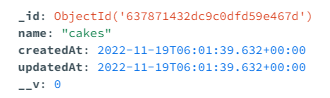 _id: ObjectId('637871432dc9c0dfd59e467d')
name: "cakes"
createdAt: 2022-11-19T06:01:39.632+00:00
updatedAt: 2022-11-19T06:01:39.632+00:00
__v: 0